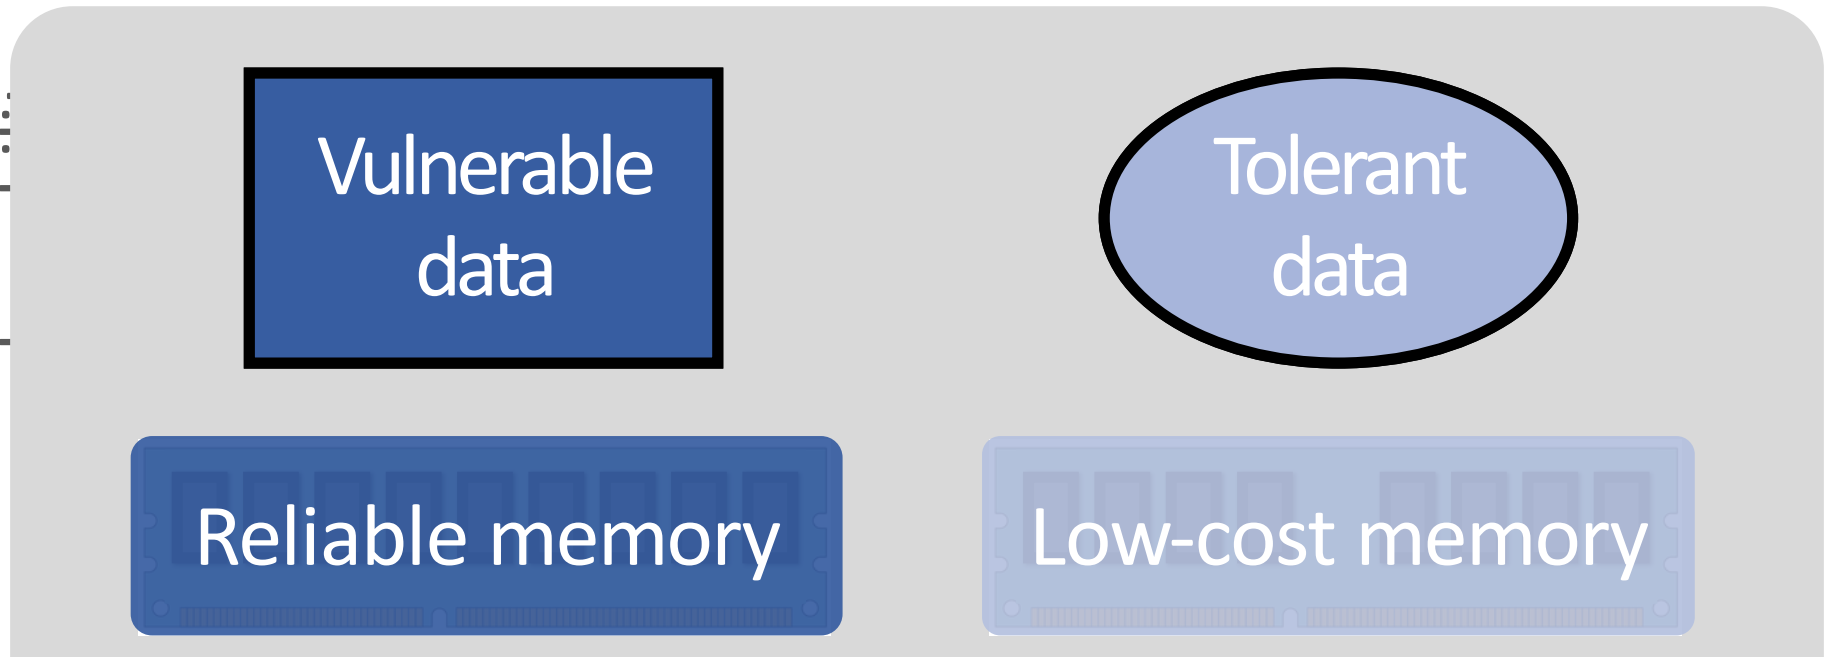 Vulnerable
data
Tolerant
data
Reliable memory
Low-cost memory